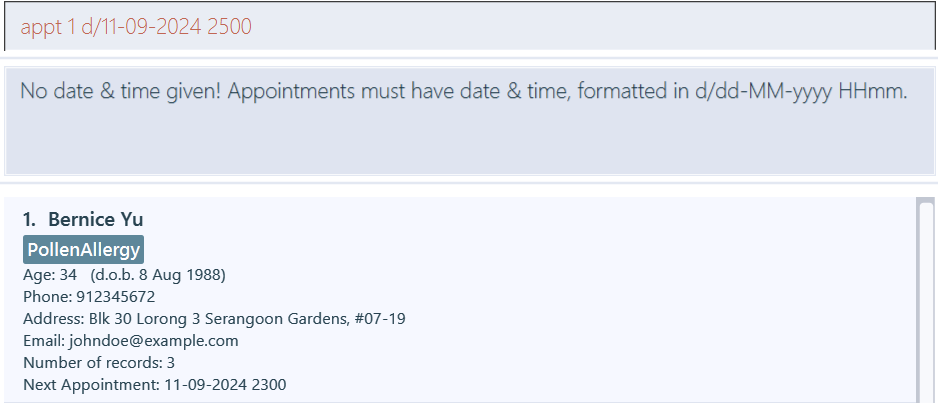 appt 1 d/11-09-2024 2500
No date & time given! Appointments must have date & time, formatted in d/dd-MM-yyyy HHmm.
1. Bernice Yu
PollenAllergy
Age: 34 (d.o.b. 8 Aug 1988)
Phone: 912345672
Address: Blk 30 Lorong 3 Serangoon Gardens, #07-19
Email: johndoe@example.com
Number of records: 3
Next Appointment: 11-09-2024 2300